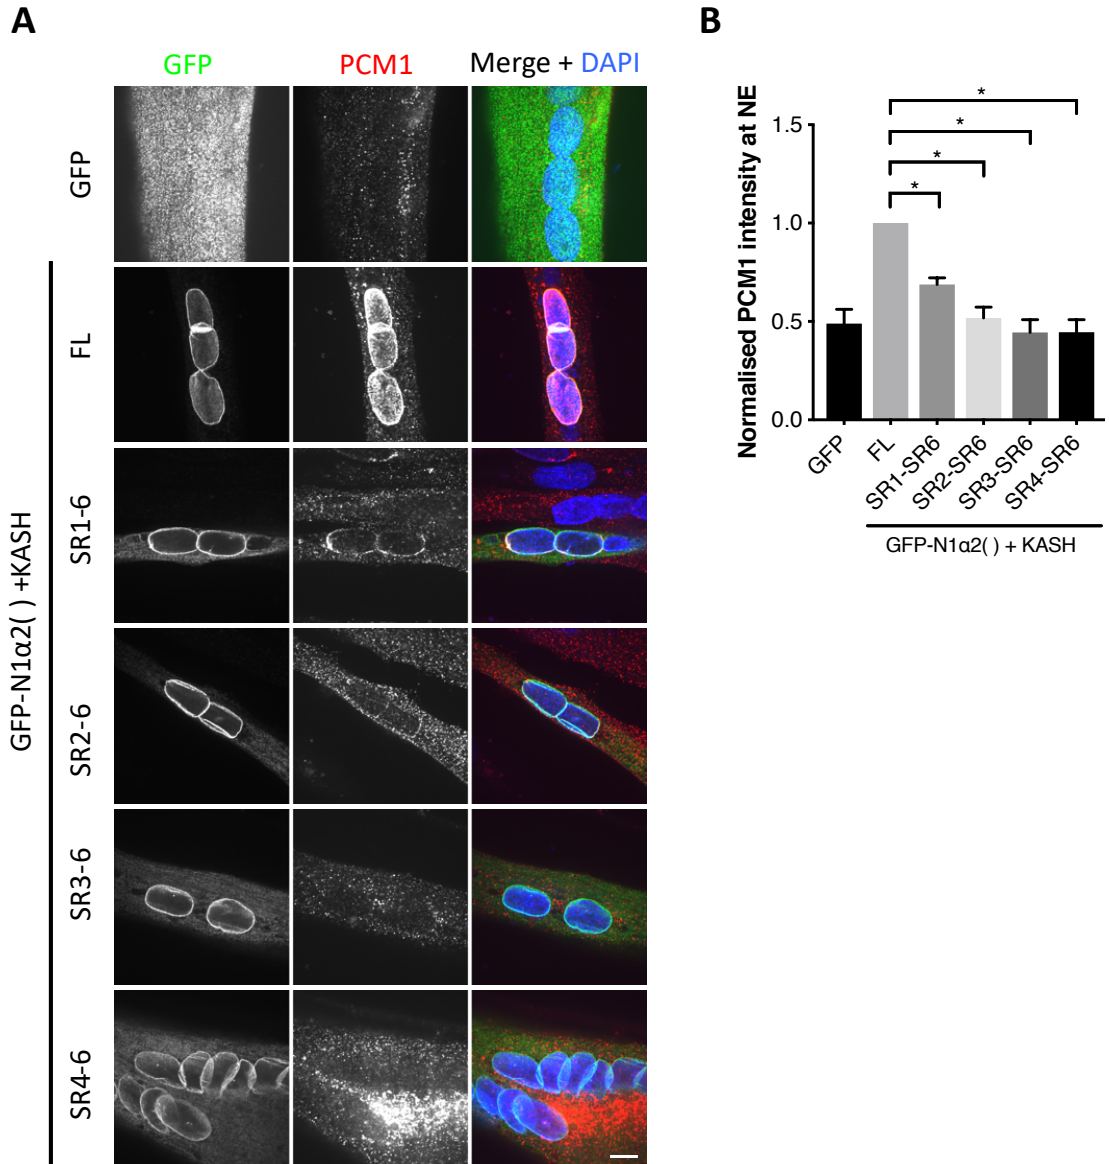 A
B
GFP PCM1 Merge + DAPI
GFP
FL
SR1-6
SR2-6
SR3-6
SR4-6
GFP-N1α2( ) +KASH
Normalised PCM1 intensity at NE
1.5
1.0
0.5
0.0
*
*
*
*
GFP
FL
SR1-SR6
SR2-SR6
SR3-SR6
SR4-SR6
GFP-N1α2( ) + KASH